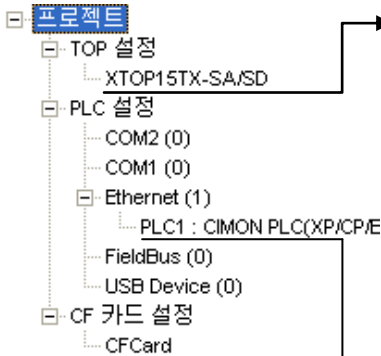 프로젝트
TOP 설정
XTOP15TX-SA/SD
PLC 설정
COM2 (0)
COM1 (0)
Ethernet (1)
PLC1 : CIMON PLC(XP/CP/E
FieldBus (0)
USB Device (0)
CF 카드 설정
CFCard